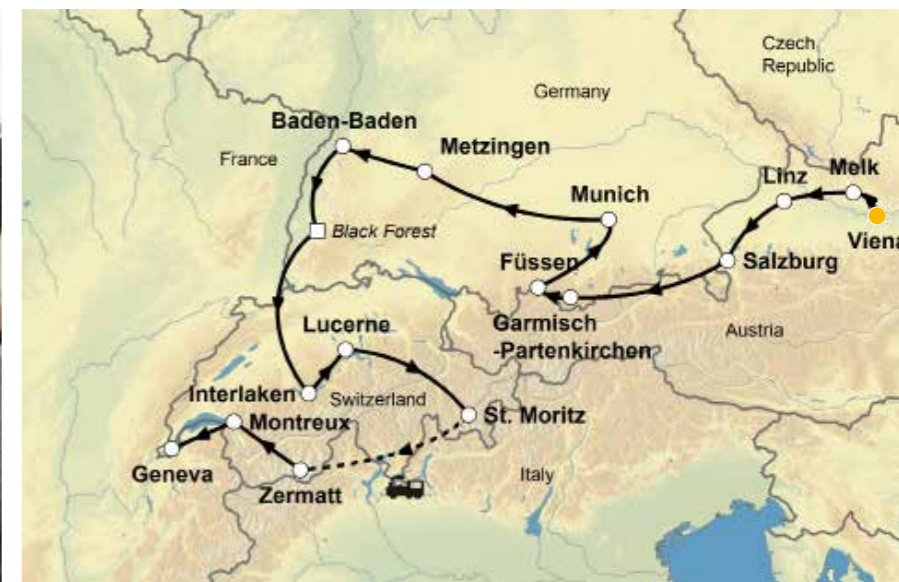 Czech
Republic
Germany
Baden-Baden
Metzingen
France
Melk
Linz
Munich
Black Forest
Viena
Füssen
Salzburg
Garmisch
-Partenkirchen
Lucerne
Austria
Interlaken
Switzerland
St. Moritz
Montreux
Geneva
Italy
Zermatt